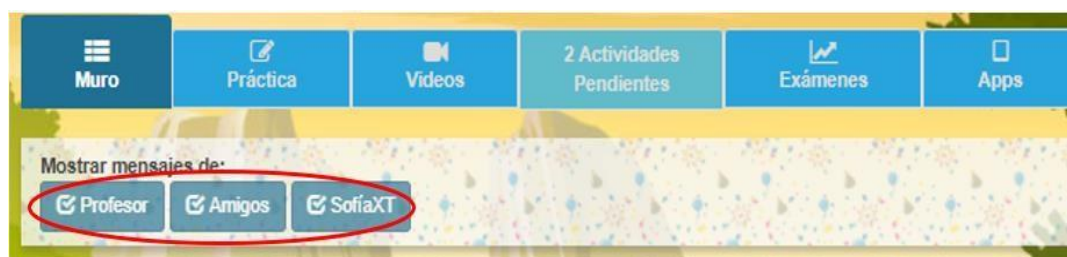 Muro
Práctica
Videos
2 Actividades
Pendientes
Exámenes
Apps
Mostrar mensajes de:
Profesor Amigos SofíaXT